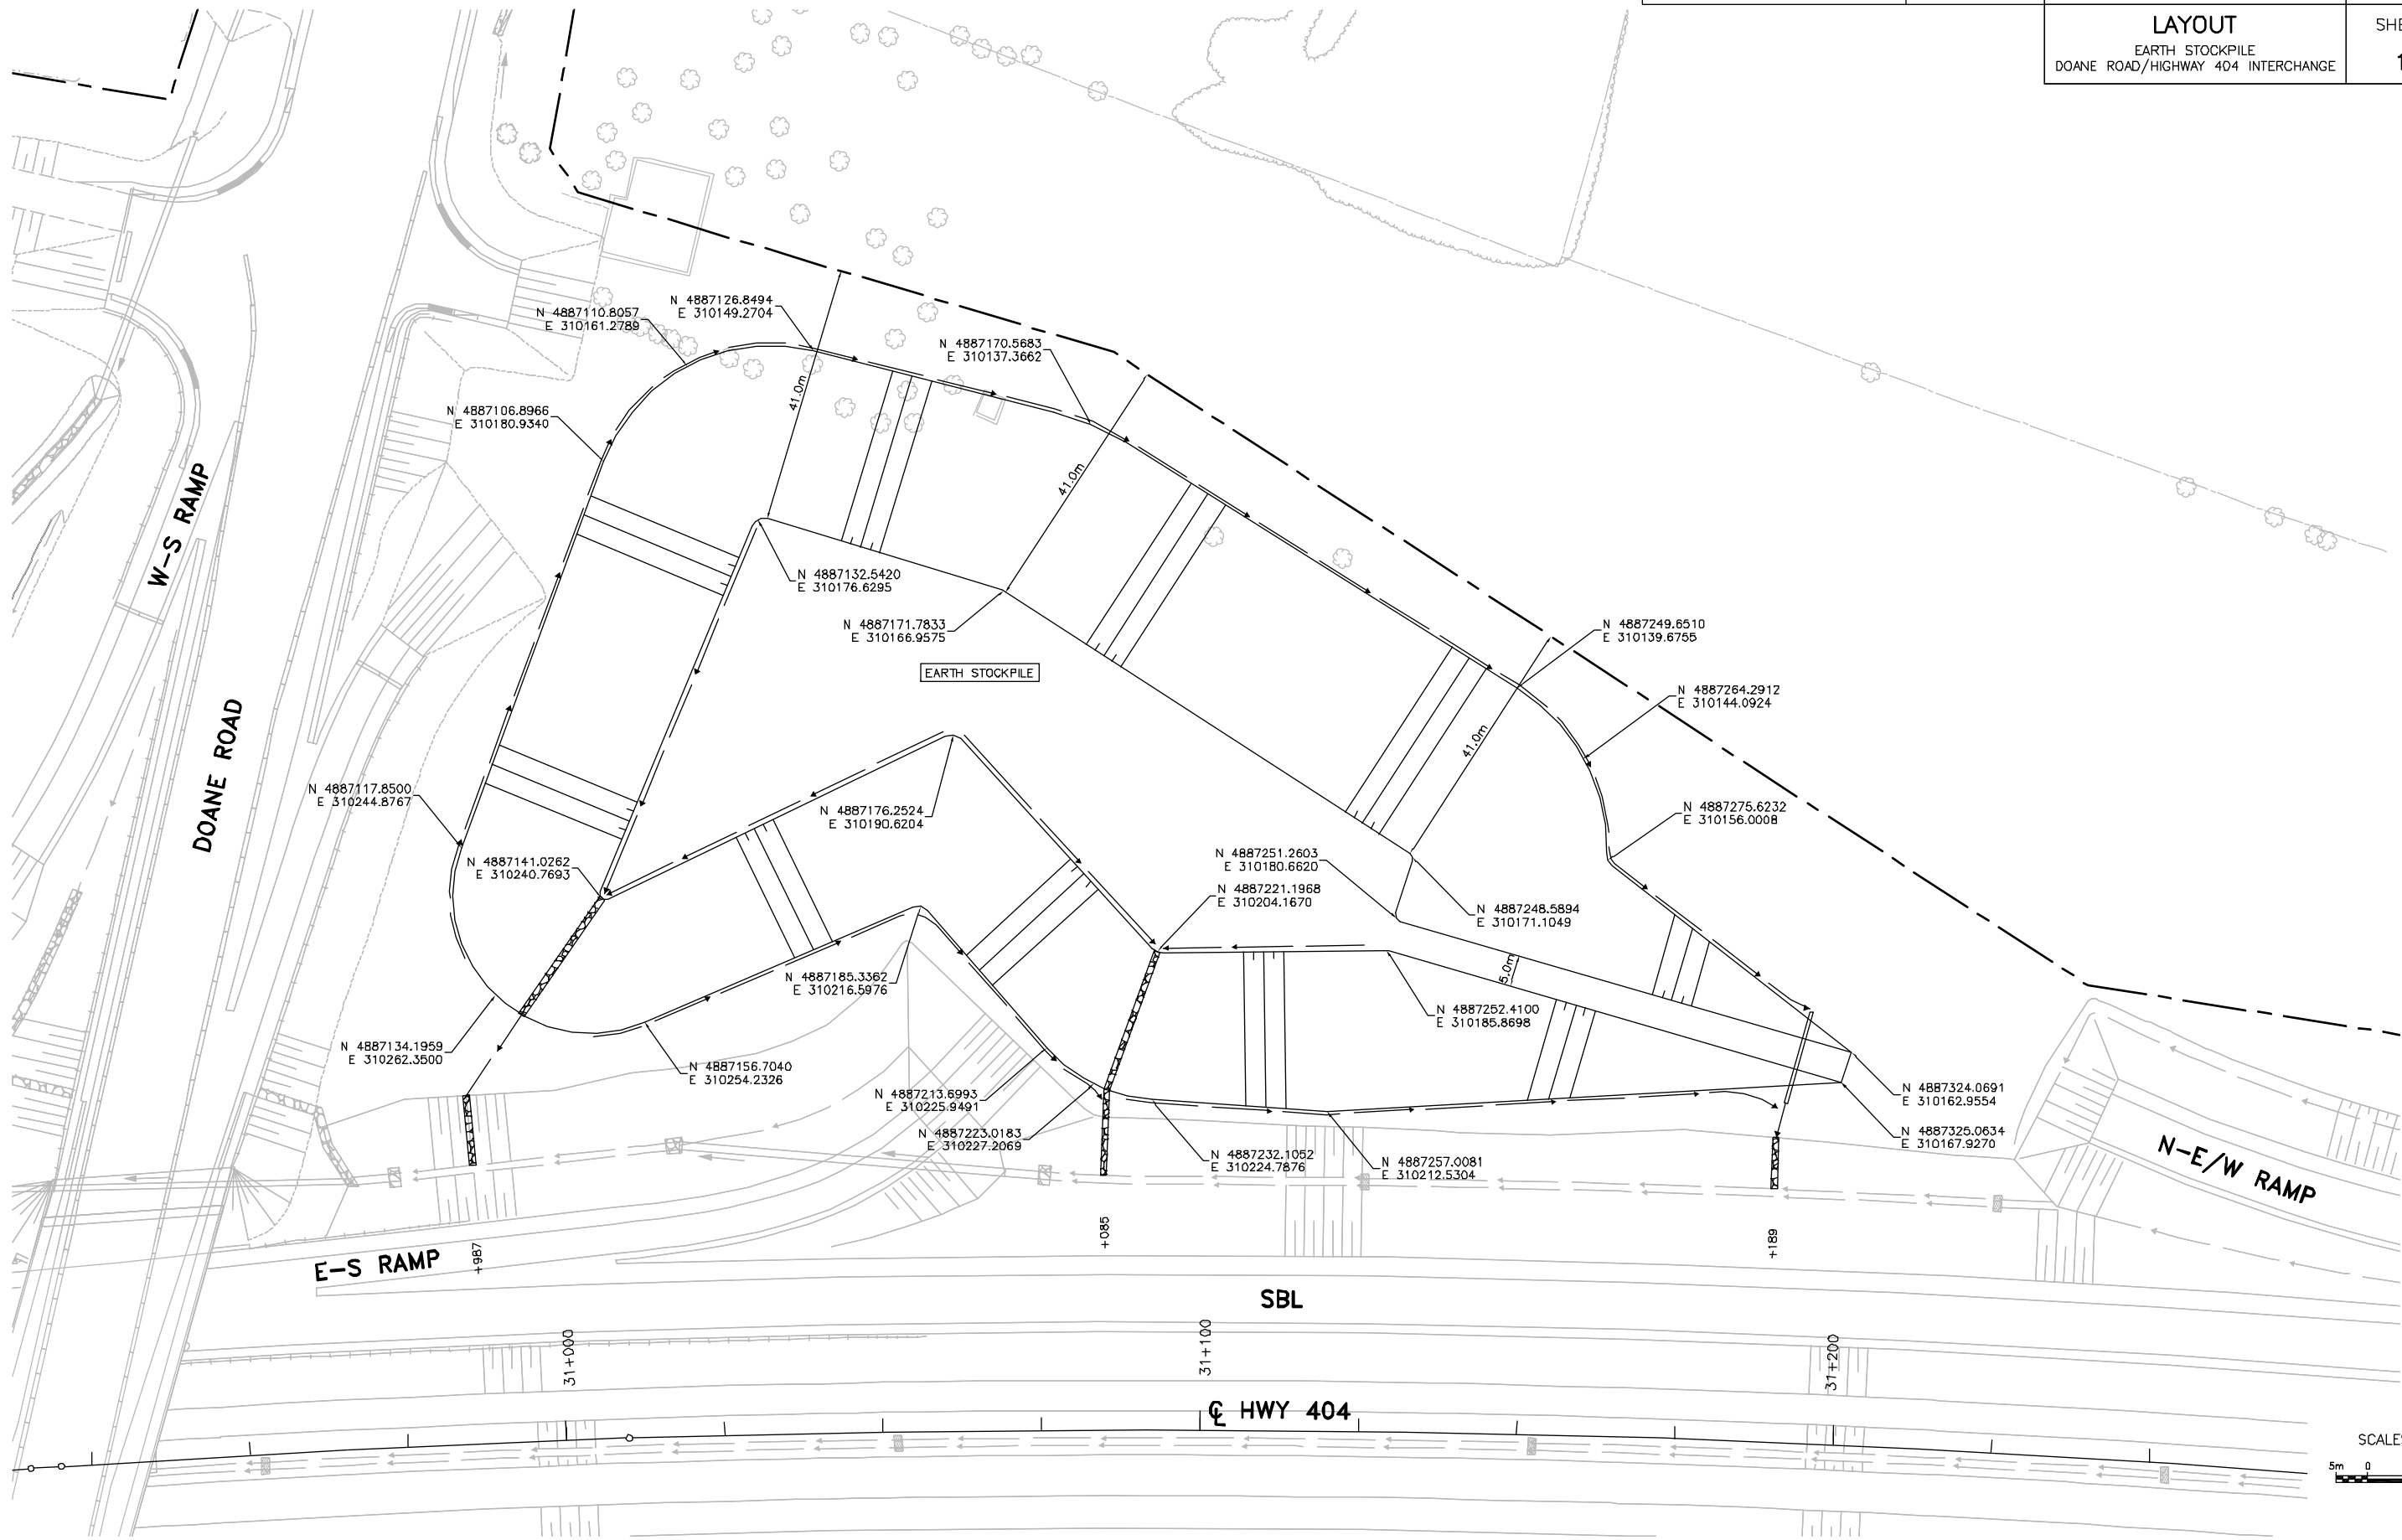 LAYOUT
EARTH STOCKPILE
DOANE ROAD/HIGHWAY 404 INTERCHANGE
N 4887126.8494
E 310149.2704
N 4887110.8057
E 310161.2789
N 4887170.5683
E 310137.3662
41.0m
N 4887106.8966
E 310180.9340
41.0m
W-S RAMP
N 4887132.5420
E 310176.6295
N 4887171.7833
E 310166.9575
N 4887249.6510
E 310139.6755
EARTH STOCKPILE
N 4887264.2912
E 310144.0924
41.0m
DOANE ROAD
N 4887117.8500
E 310244.8767
N 4887176.2524
E 310190.6204
N 4887275.6232
E 310156.0008
N 4887141.0262
E 310240.7693
N 4887251.2603
E 310180.6620
N 4887221.1968
E 310204.1670
N 4887248.5894
E 310171.1049
N 4887185.3362
E 310216.5976
5.0m
N 4887252.4100
E 310185.8698
N 4887134.1959
E 310262.3500
N 4887156.7040
E 310254.2326
N 4887213.6993
E 310225.9491
N 4887324.0691
E 310162.9554
N 4887223.0183
E 310227.2069
N 4887325.0634
E 310167.9270
N 4887232.1052
E 310224.7876
N 4887257.0081
E 310212.5304
N-E/W RAMP
+987
+085
+189
E-S RAMP
SBL
31+000
31+100
31+200
℄ HWY 404
5m 0